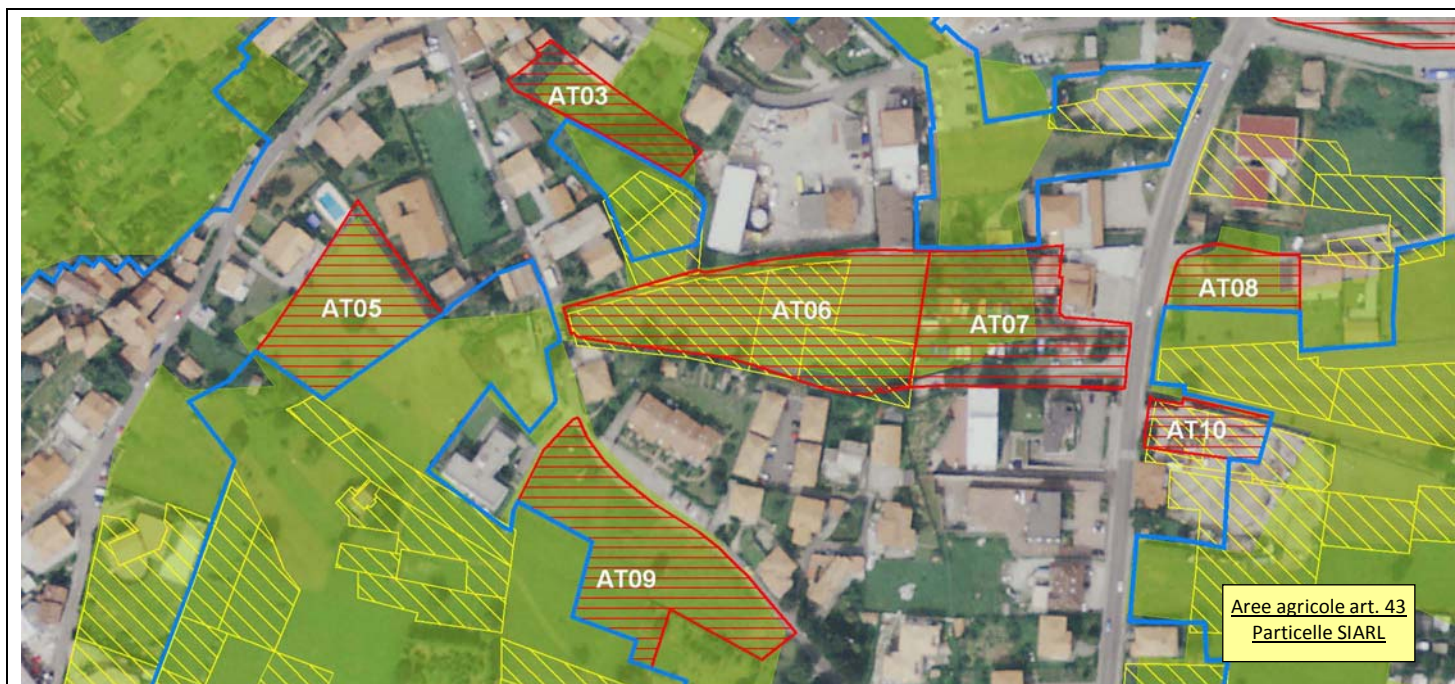 AT03
AT05
AT06
AT07
AT08
AT10
AT09
Aree agricole art. 43
Particelle SIARL